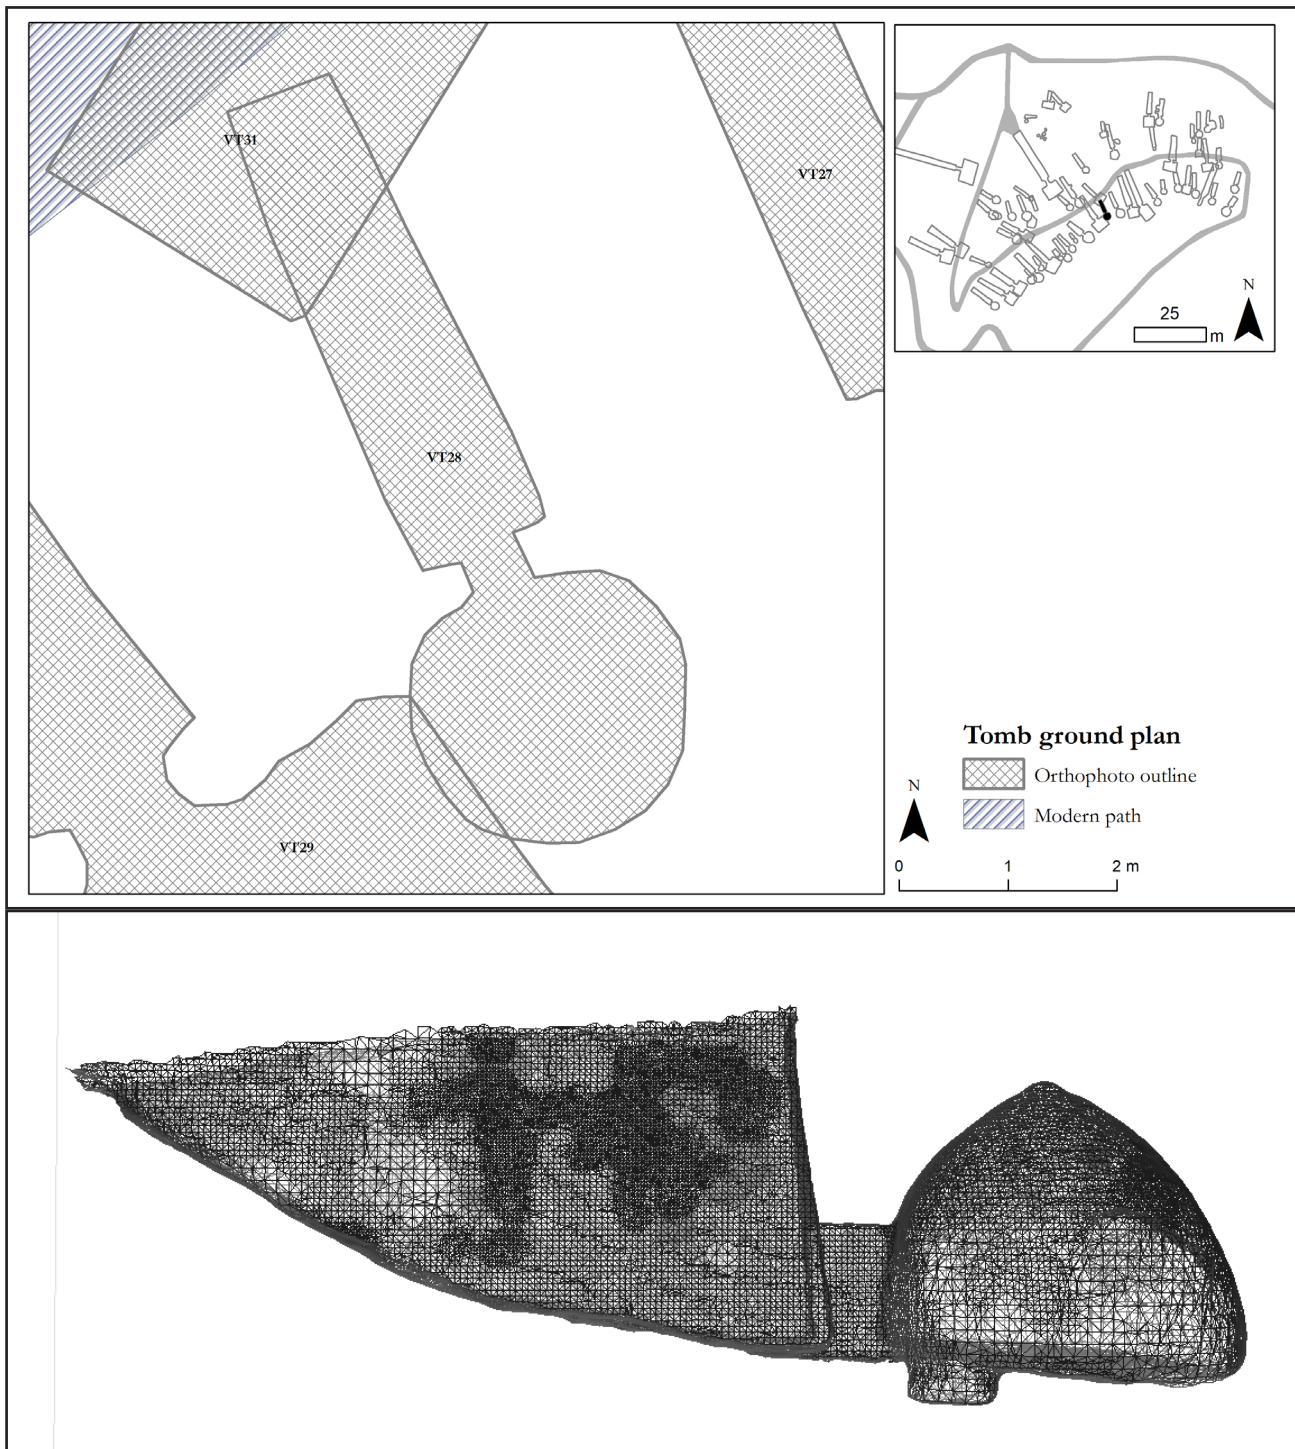 VT31
VT27
VT28
VT29
N
25
m
Tomb ground plan
Orthophoto outline
Modern path
N
0 1 2 m